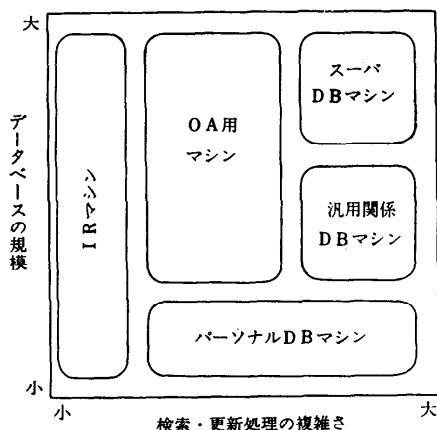 大
スーパ
DBマシン
OA用
マシン
データベースの規模
IRマシン
汎用関係
DBマシン
パーソナルDBマシン
小
小
大
検索・更新処理の複雑さ